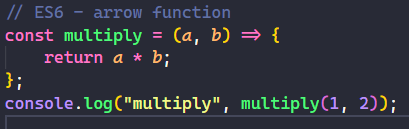 // ES6 - arrow function
const multiply = (a, b) => {
    return a * b;
};
console.log("multiply", multiply(1, 2));